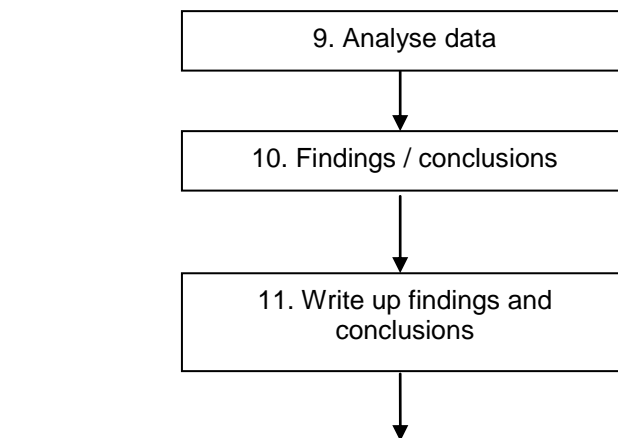 9. Analyse data
10. Findings / conclusions
11. Write up findings and
conclusions